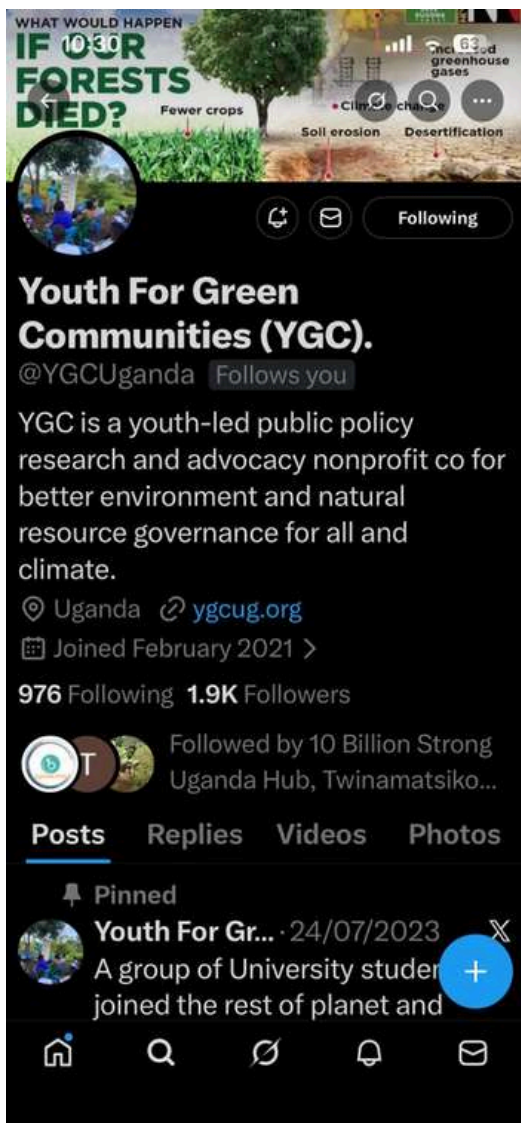 WHAT WOULD HAPPEN
IF OUR
FORESTS
DIED?
10:30
63
greenhouse
gases
Fewer crops
Climate change
Soil erosion
Desertification
Following
Youth For Green
Communities (YGC).
@YGCUganda Follows you
YGC is a youth-led public policy
research and advocacy nonprofit co for
better environment and natural
resource governance for all and
climate.
Uganda ygcug.org
Joined February 2021
976 Following 1.9K Followers
T
Followed by 10 Billion Strong
Uganda Hub, Twinamatsiko...
Posts Replies Videos Photos
Pinned
Youth For Gr... · 24/07/2023
A group of University
joined the rest of planet and